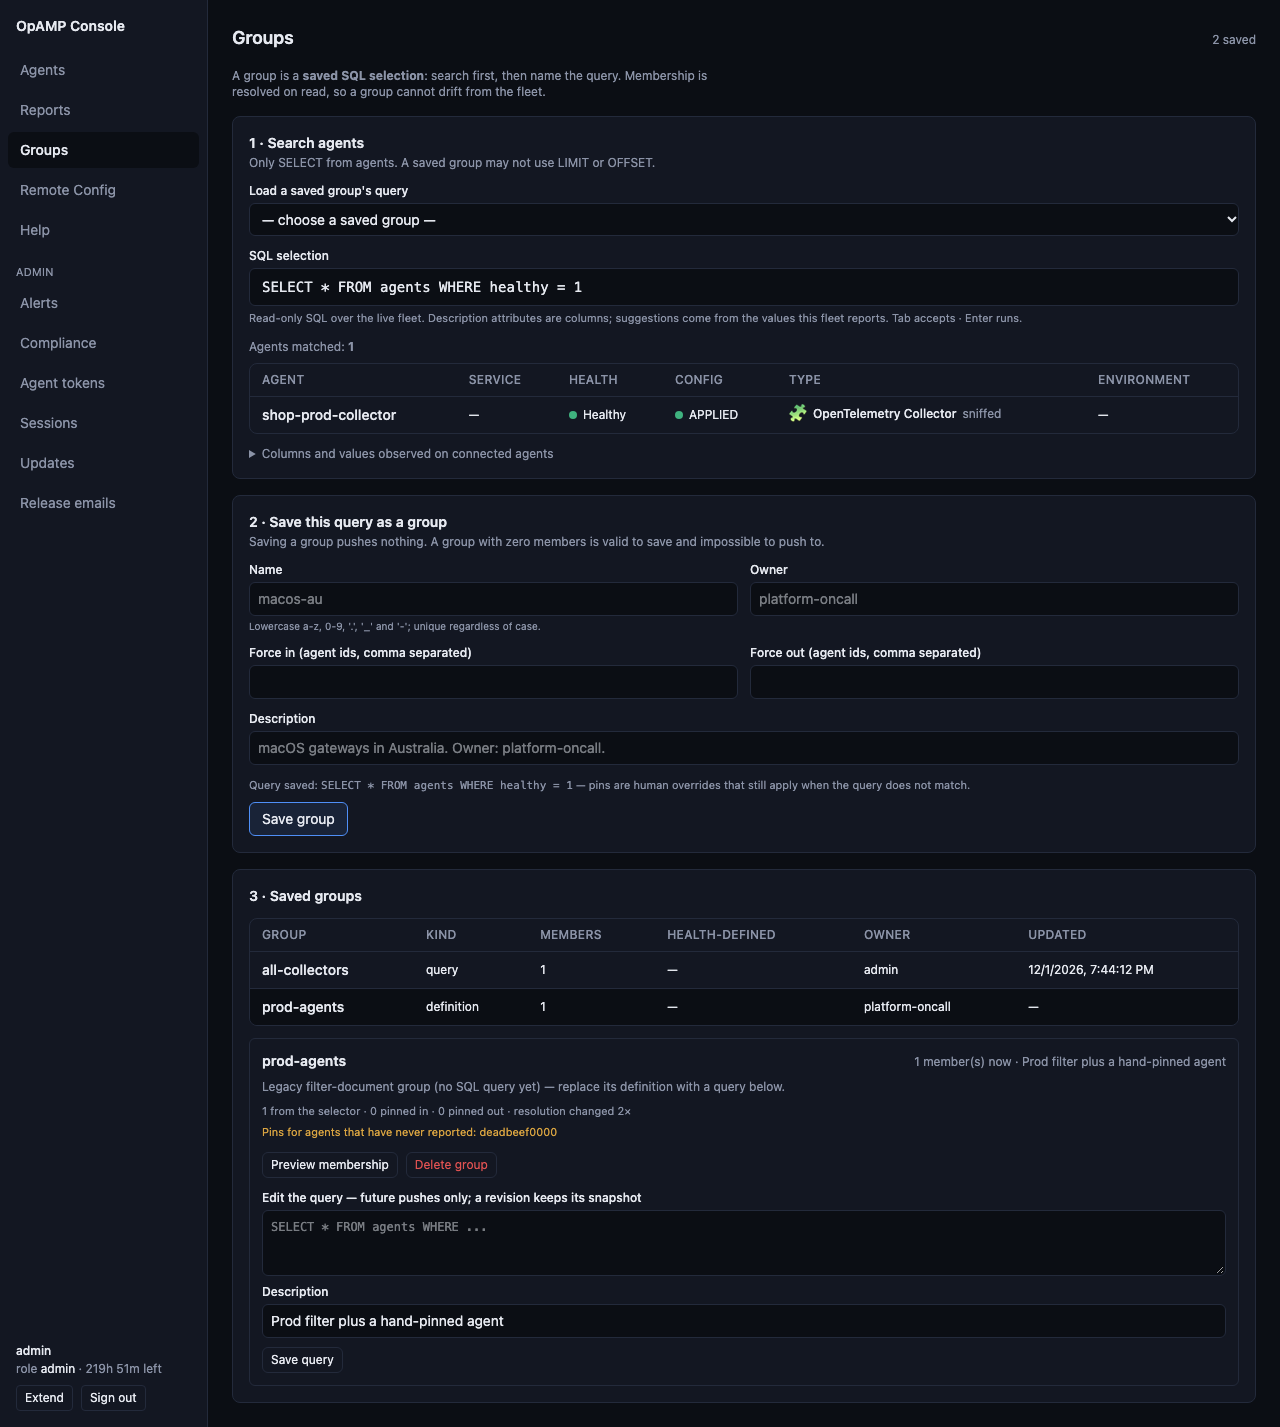 OpAMP Console
Agents
Reports
Groups
Remote Config
Help
ADMIN
Alerts
Compliance
Agent tokens
Sessions
Updates
Release emails
admin
role admin · 219h 51m left
Extend Sign out
Groups
2 saved
A group is a saved SQL selection: search first, then name the query. Membership is
resolved on read, so a group cannot drift from the fleet.
1 · Search agents
Only SELECT from agents. A saved group may not use LIMIT or OFFSET.
Load a saved group's query
— choose a saved group —
SQL selection
SELECT * FROM agents WHERE healthy = 1
Read-only SQL over the live fleet. Description attributes are columns; suggestions come from the values this fleet reports. Tab accepts · Enter runs.
Agents matched: 1
AGENT SERVICE HEALTH CONFIG TYPE ENVIRONMENT
shop-prod-collector — Healthy APPLIED OpenTelemetry Collector sniffed —
Columns and values observed on connected agents
2 · Save this query as a group
Saving a group pushes nothing. A group with zero members is valid to save and impossible to push to.
Name Owner
macos-au platform-oncall
Lowercase a-z, 0-9, '.', '_' and '-'; unique regardless of case.
Force in (agent ids, comma separated) Force out (agent ids, comma separated)
Description
macOS gateways in Australia. Owner: platform-oncall.
Query saved: SELECT * FROM agents WHERE healthy = 1 — pins are human overrides that still apply when the query does not match.
Save group
3 · Saved groups
GROUP KIND MEMBERS HEALTH-DEFINED OWNER UPDATED
all-collectors query 1 — admin 12/1/2026, 7:44:12 PM
prod-agents definition 1 — platform-oncall —
prod-agents
1 member(s) now · Prod filter plus a hand-pinned agent
Legacy filter-document group (no SQL query yet) — replace its definition with a query below.
1 from the selector · 0 pinned in · 0 pinned out · resolution changed 2×
Pins for agents that have never reported: deadbeef0000
Preview membership Delete group
Edit the query — future pushes only; a revision keeps its snapshot
SELECT * FROM agents WHERE ...
Description
Prod filter plus a hand-pinned agent
Save query